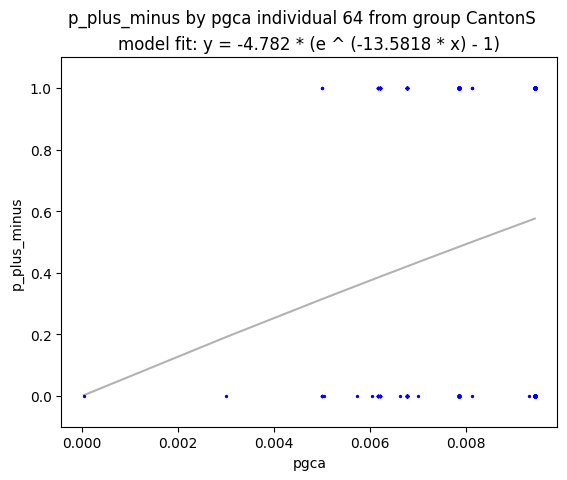 p_plus_minus by pgca individual 64 from group CantonS
model fit: y = -4.782 * (e ^ (-13.5818 * x) - 1)
1.0
0.8
0.6
0.4
0.2
0.0
p_plus_minus
0.000 0.002 0.004 0.006 0.008
pgca